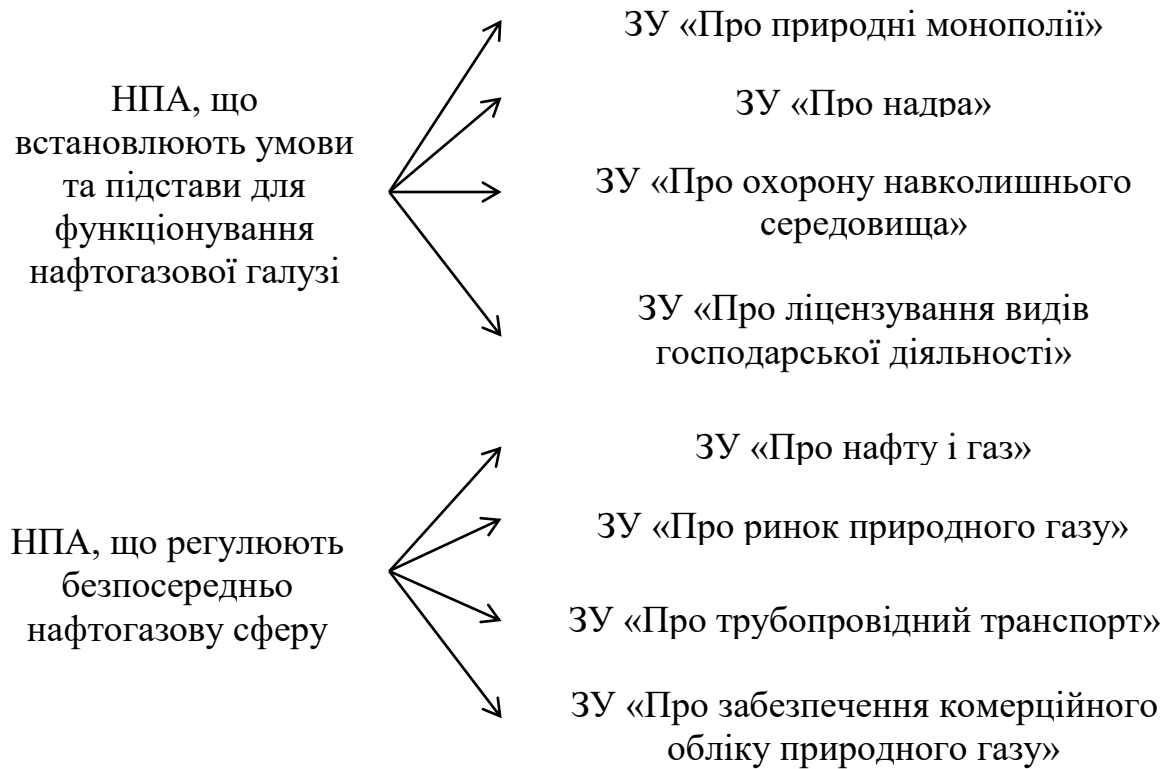 НПА, що
встановлюють умови
та підстави для
функціонування
нафтогазової галузі
ЗУ «Про природні монополії»
ЗУ «Про надра»
ЗУ «Про охорону навколишнього
середовища»
ЗУ «Про ліцензування видів
господарської діяльності»
НПА, що регулюють
безпосередньо
нафтогазову сферу
ЗУ «Про нафту і газ»
ЗУ «Про ринок природного газу»
ЗУ «Про трубопровідний транспорт»
ЗУ «Про забезпечення комерційного
обліку природного газу»